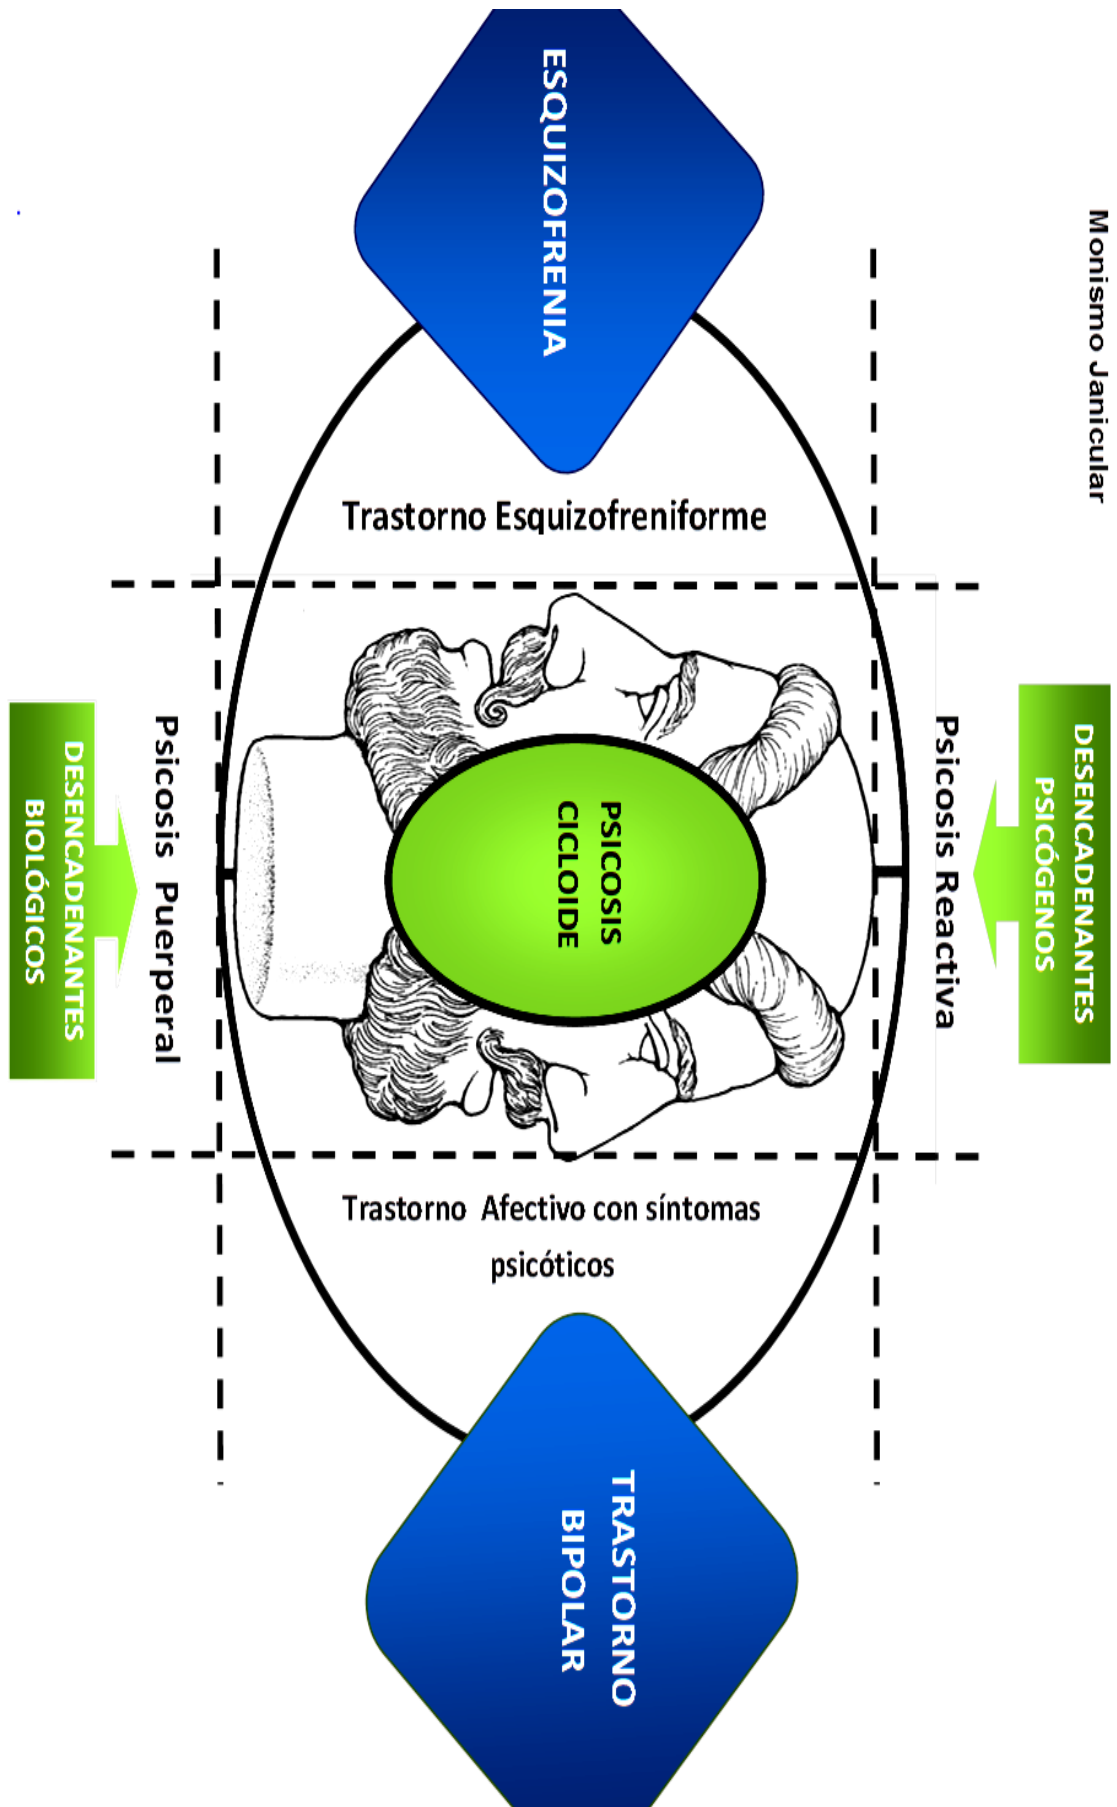 Monismo Janicular
DESENCADENANTES
PSICÓGENOS
Psicosis Reactiva
ESQUIZOFRENIA
Trastorno Esquizofreniforme
PSICOSIS
CICLOIDE
Trastorno Afectivo con síntomas
psicóticos
TRASTORNO
BIPOLAR
Psicosis Puerperal
DESENCADENANTES
BIOLÓGICOS